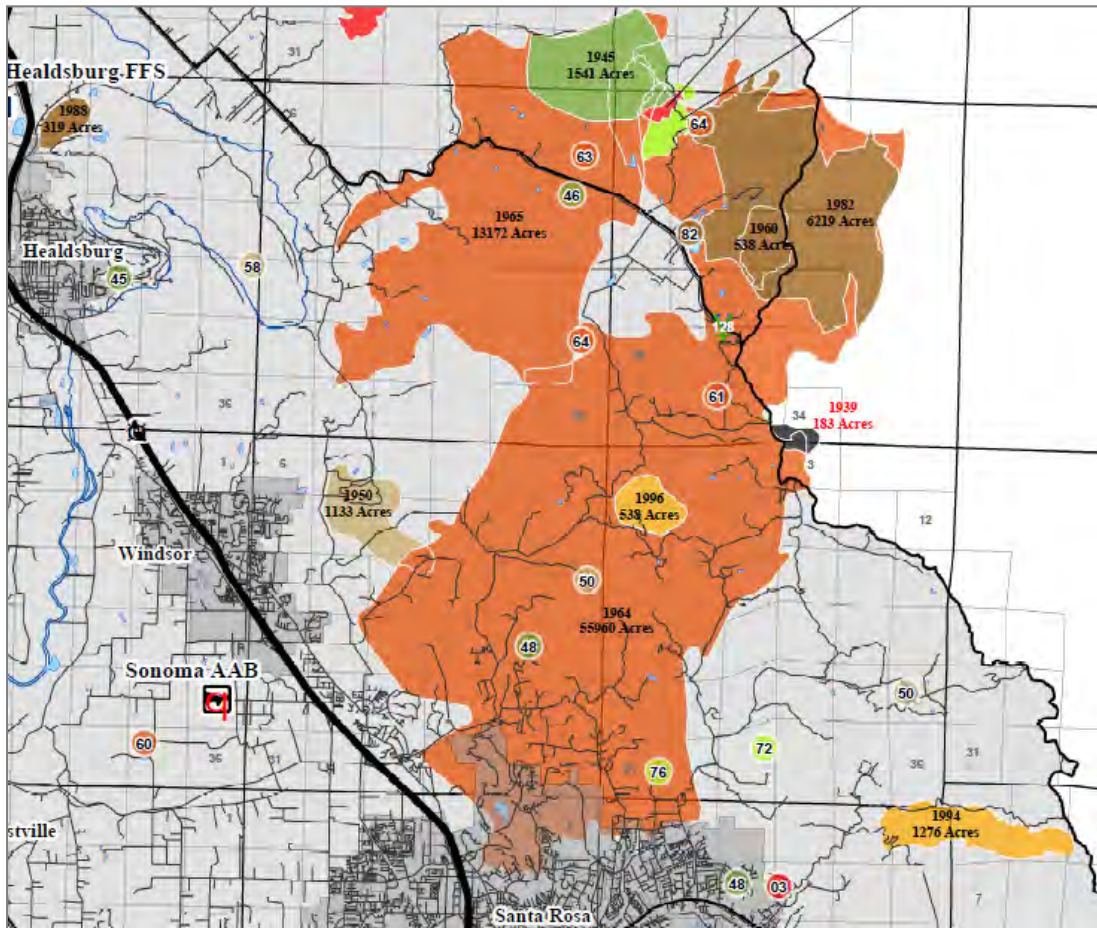 31
Healdsburg FFS
1945
1541 Acres
1988
319 Acres
64
63
46
1965
13172 Acres
1982
6219 Acres
1960
538 Acres
82
Healdsburg
45
58
128
64
61
36
1939
183 Acres
34
3
1
6
1950
1133 Acres
1996
538 Acres
12
Windsor
50
1964
55960 Acres
48
Sonoma AAB
50
60
36
31
72
76
36
31
1994
1276 Acres
stville
48
03
7
Santa Rosa